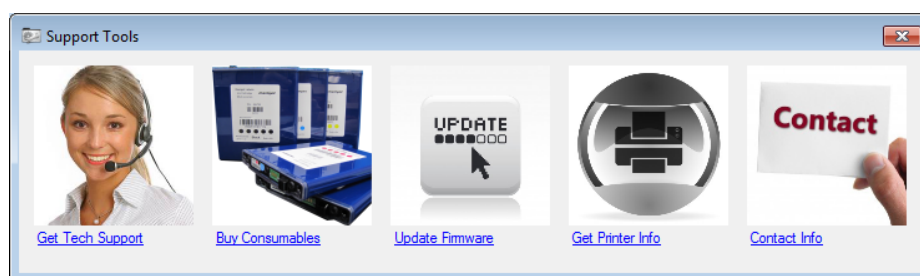 Support Tools
UPDATE
Contact
Get Tech Support
Buy Consumables
Update Firmware
Get Printer Info
Contact Info